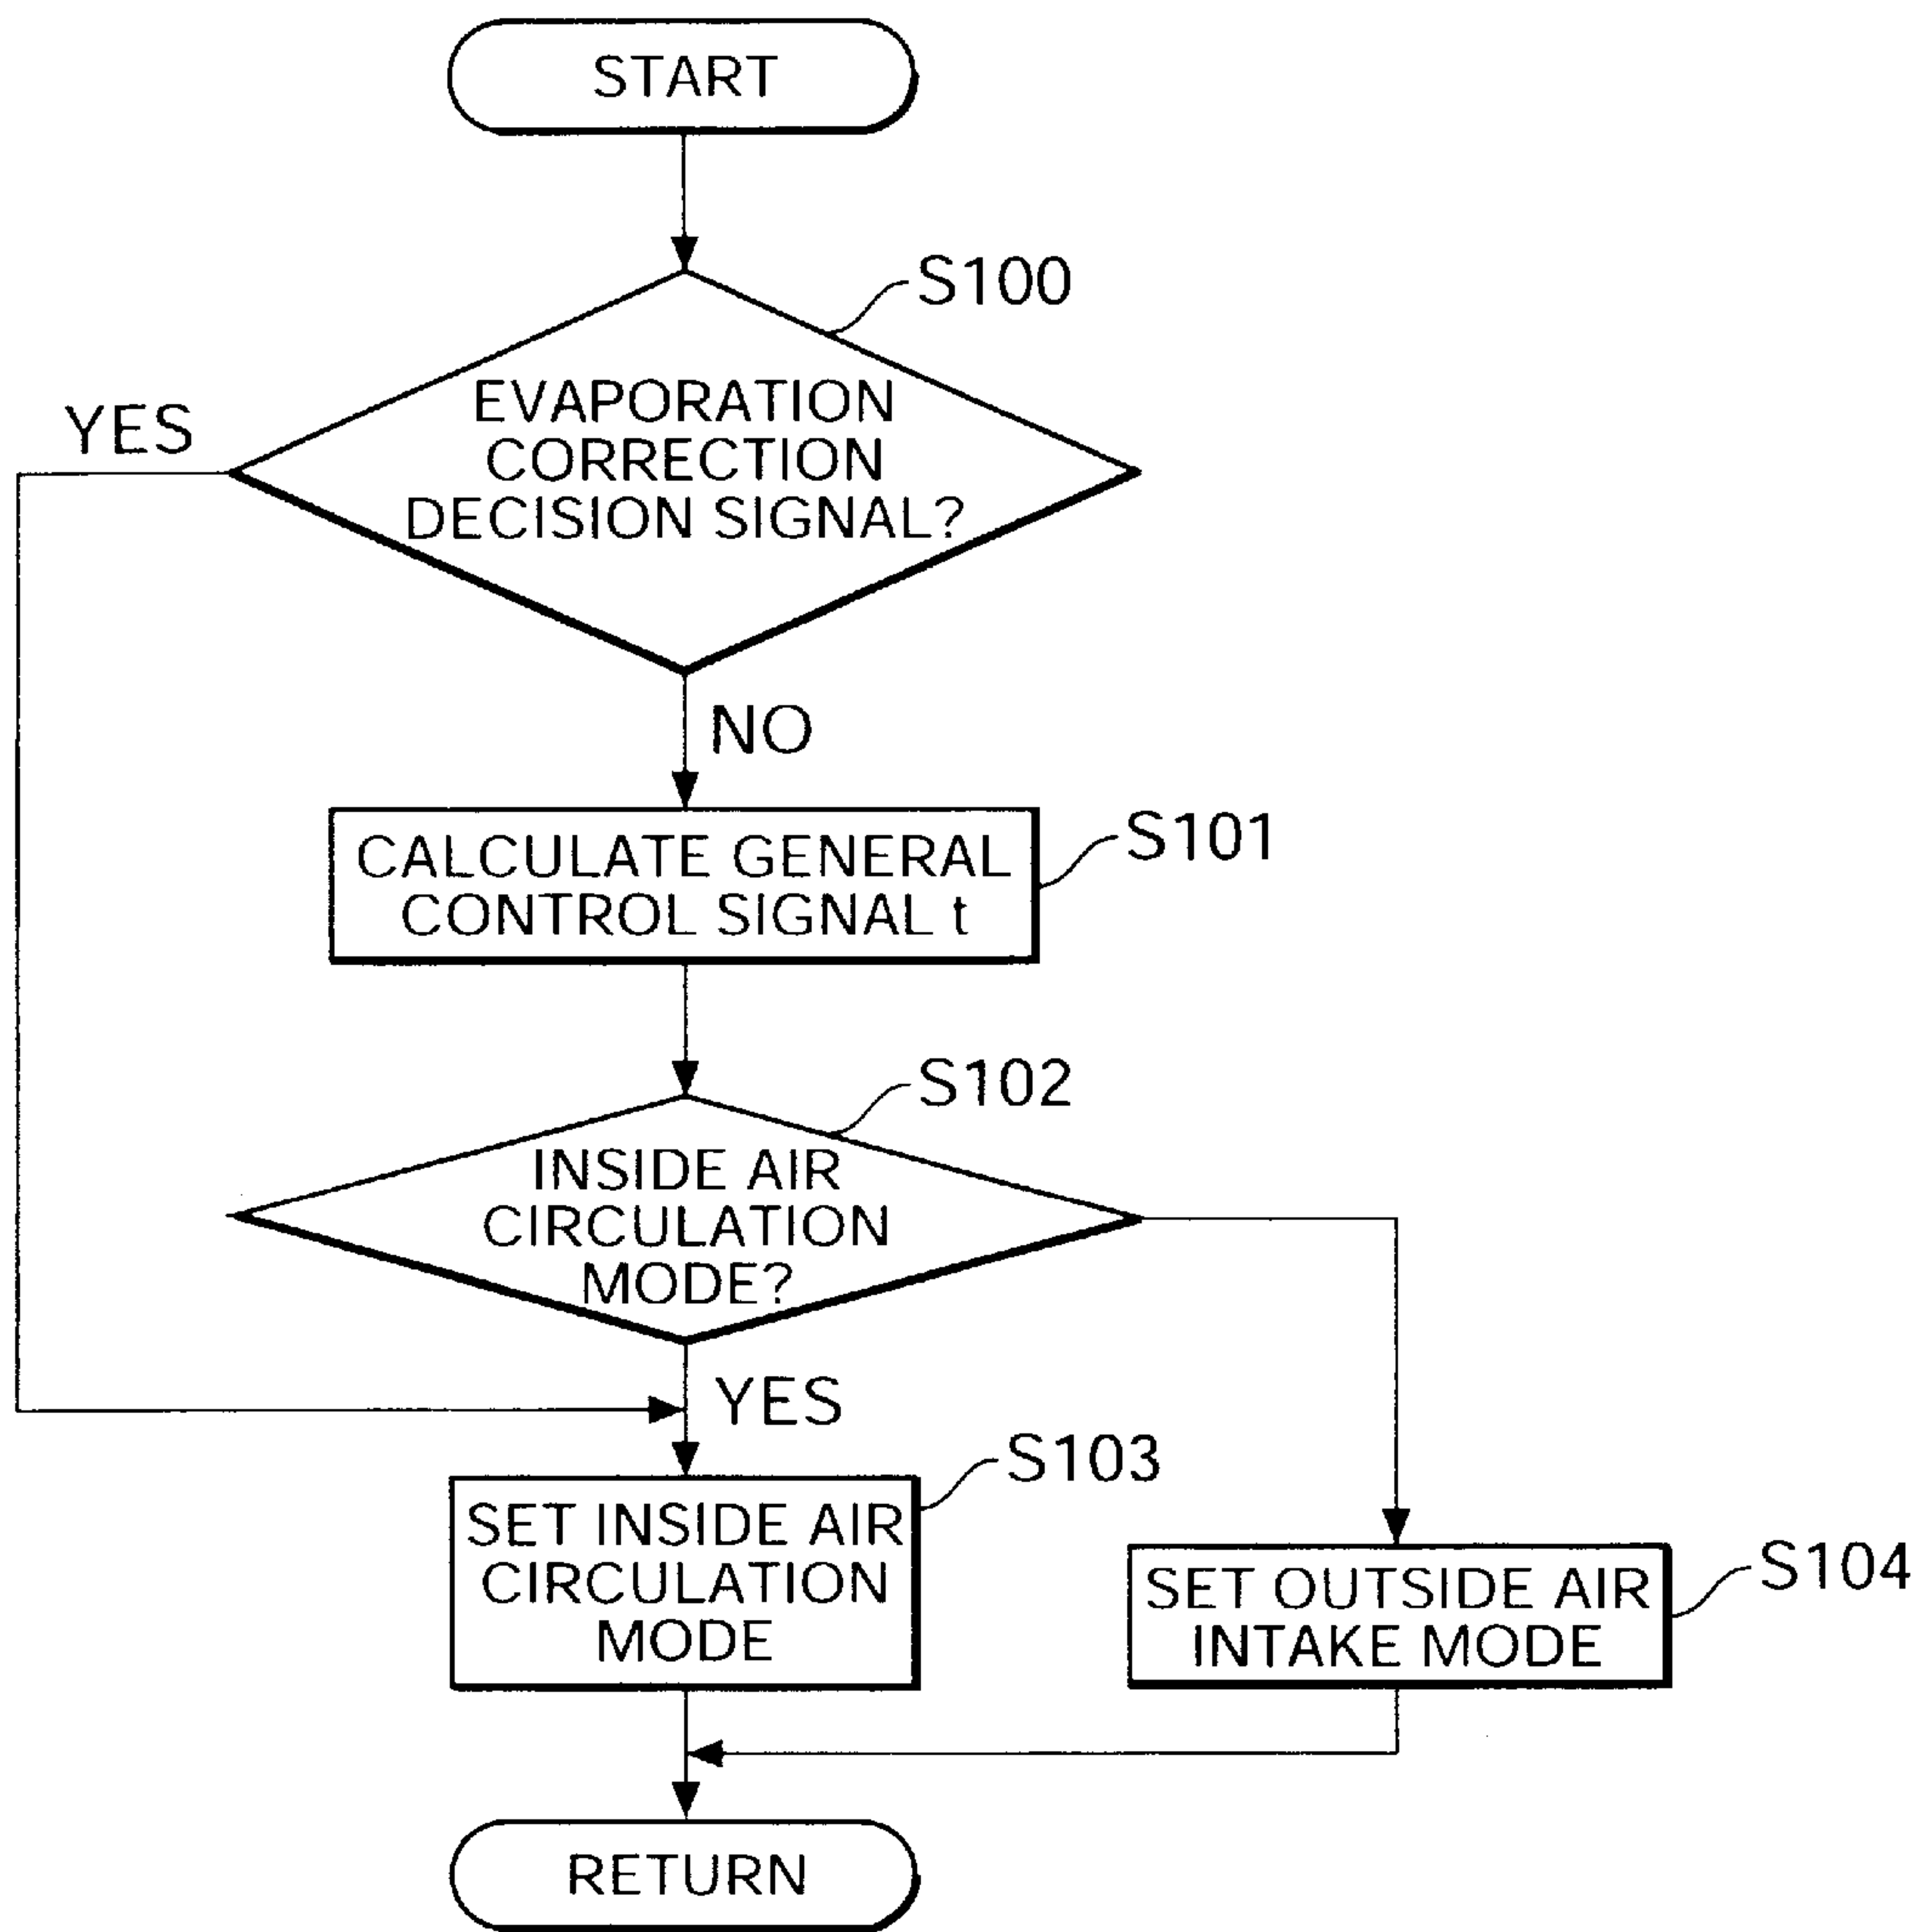 START
S100
EVAPORATION
CORRECTION
DECISION SIGNAL?
YES
NO
S101
CALCULATE GENERAL
CONTROL SIGNAL t
S102
INSIDE AIR
CIRCULATION
MODE?
YES
S103
SET INSIDE AIR
CIRCULATION
MODE
S104
SET OUTSIDE AIR
INTAKE MODE
RETURN